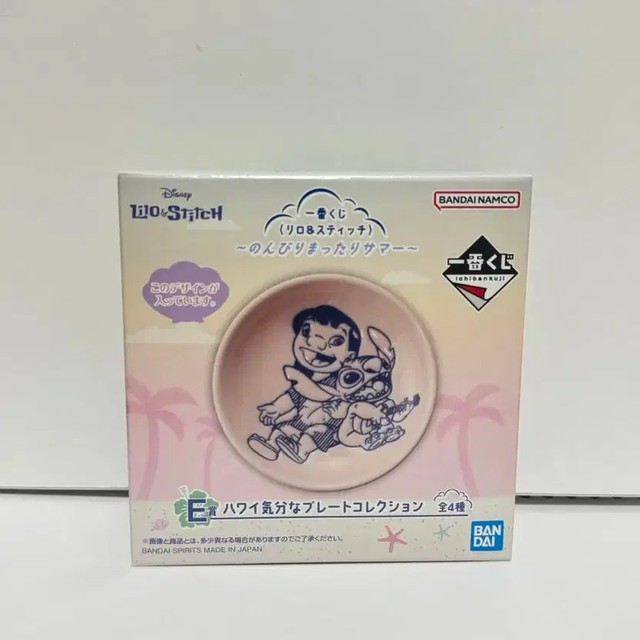 Disney
LILO & STITCH
一番くじ
(リロ&スティッチ)
～のんびりまったりサマー～
BANDAI NAMCO
一番くじ
ichibankuji
このデザインが
入っています。
E賞 ハワイ気分なプレートコレクション 全4種
※画像と商品とは、多少異なる場合がありますのでご了承ください。
BANDAI SPIRITS MADE IN JAPAN
BAN
DAI